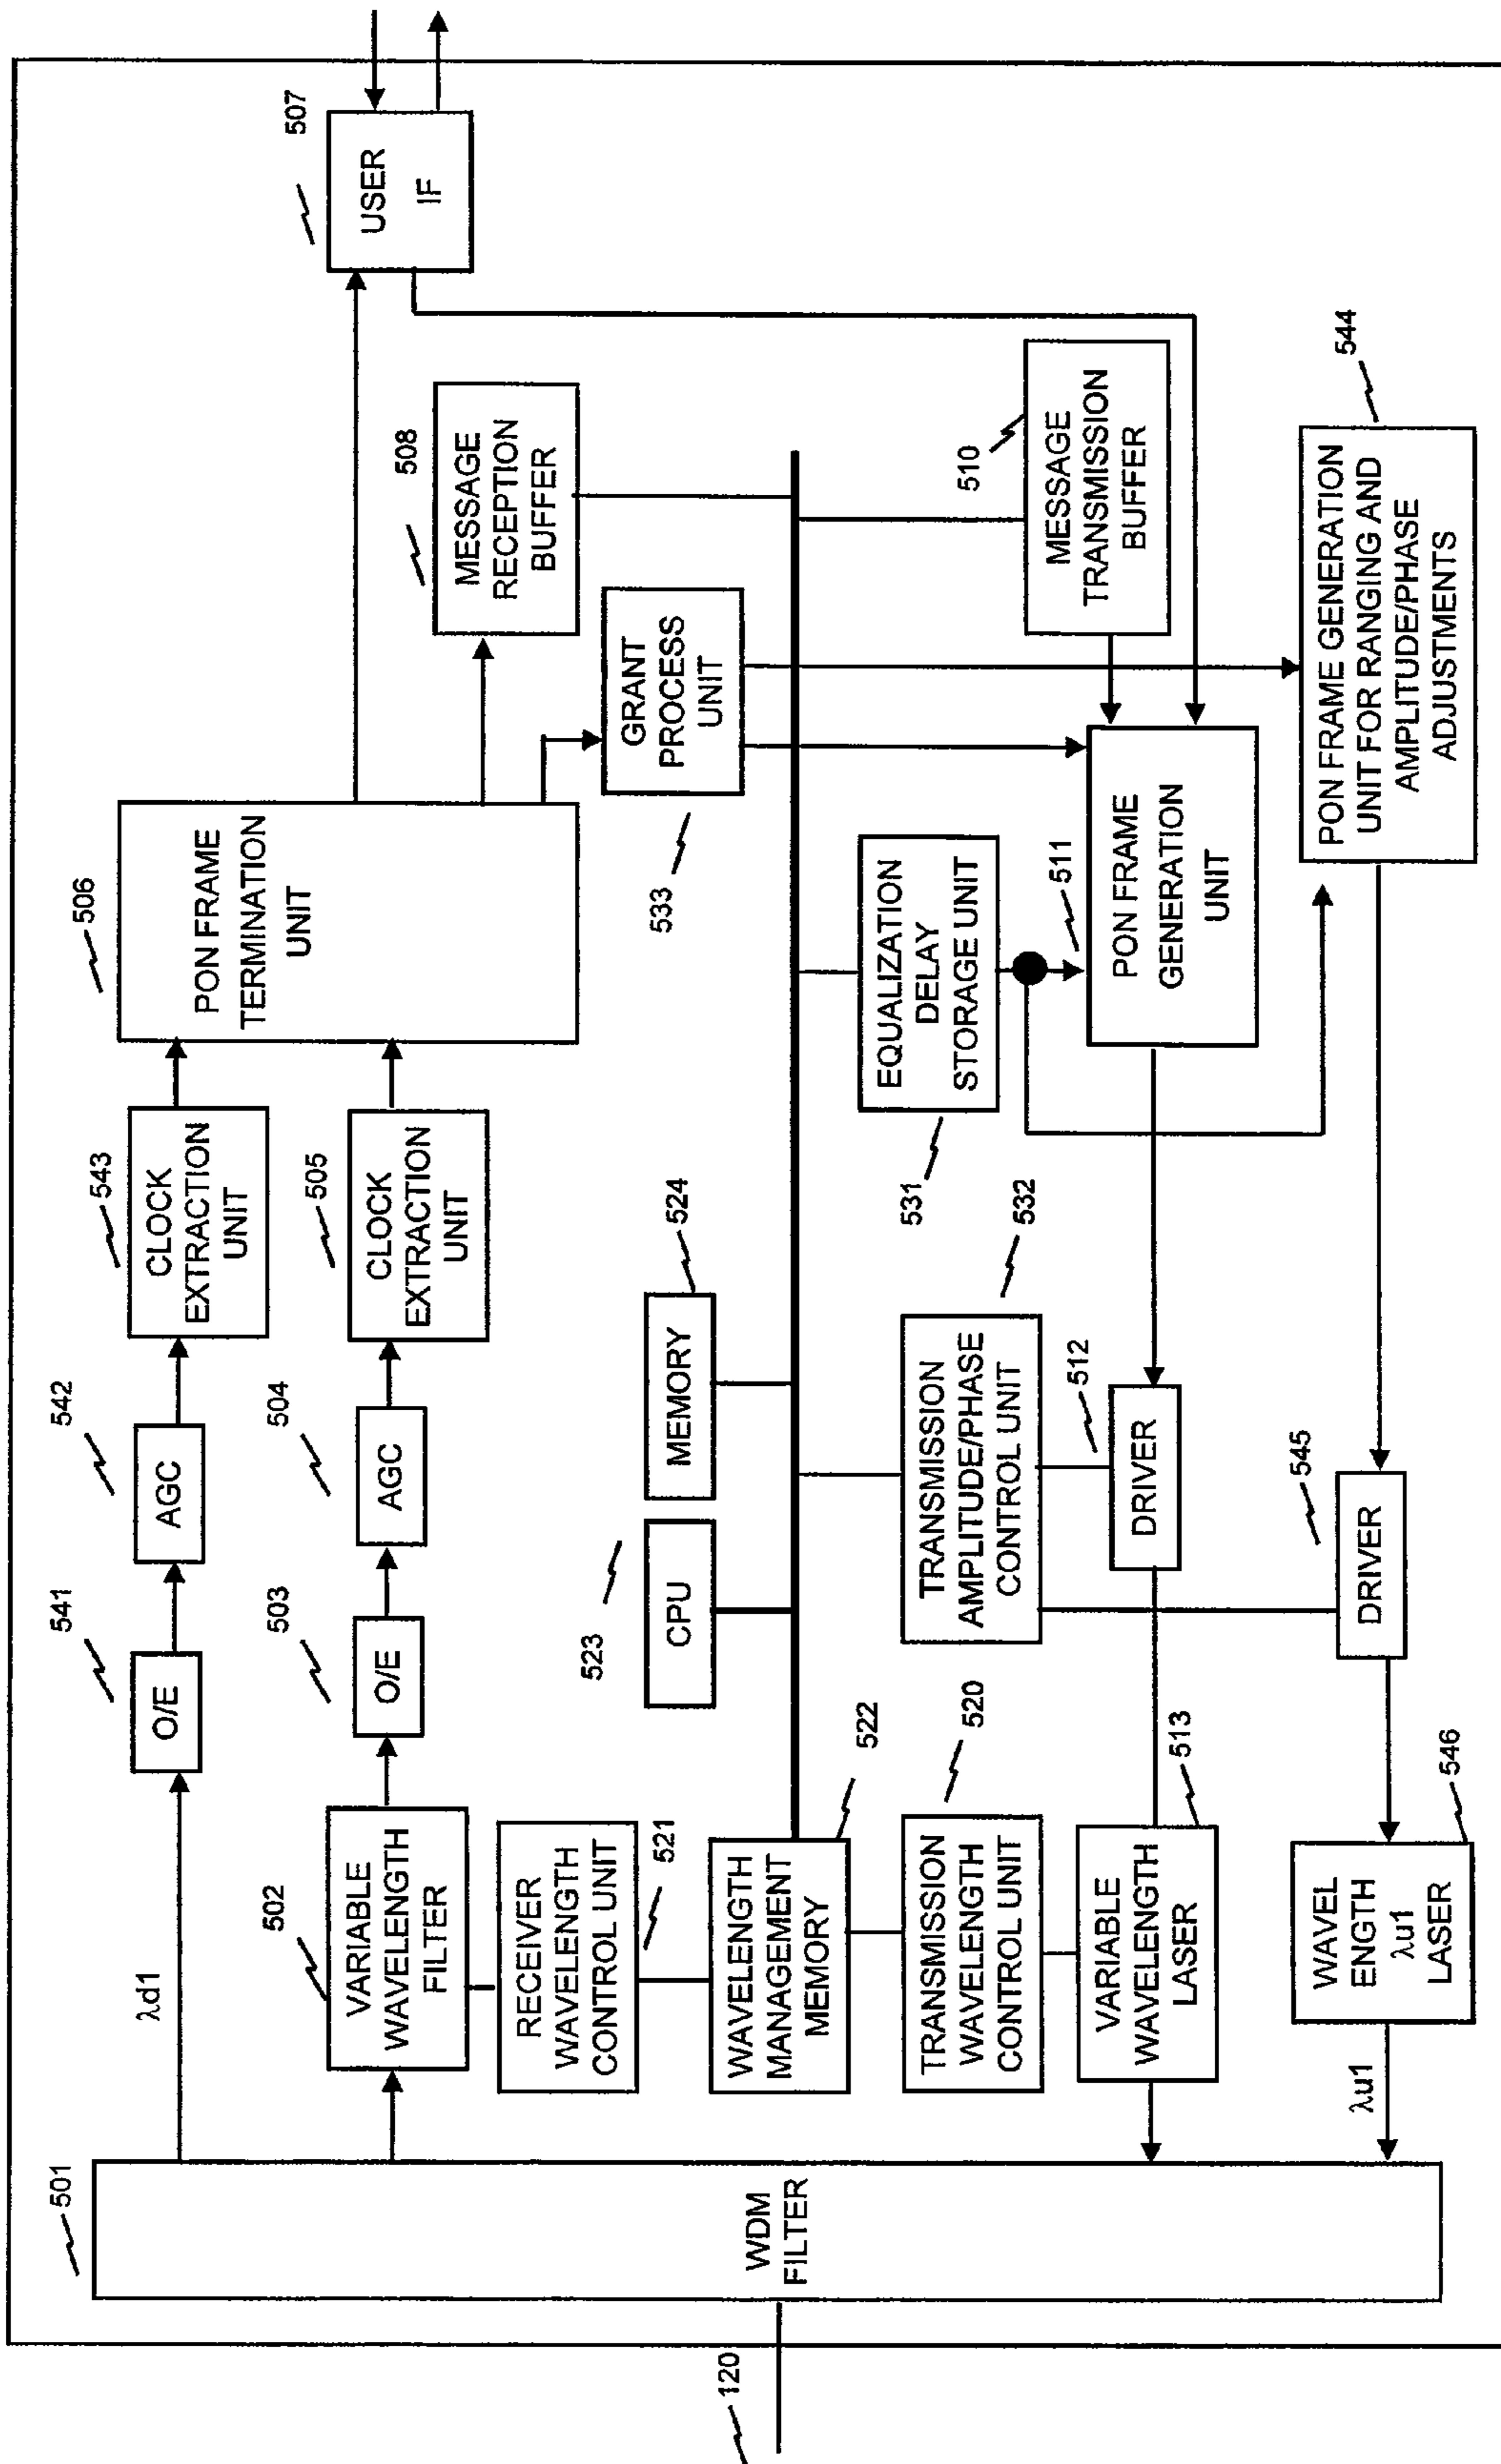 120
501
WDM
FILTER
λd1
541
O/E
542
AGC
543
CLOCK
EXTRACTION
UNIT
506
PON FRAME
TERMINATION
UNIT
507
USER
IF
502
VARIABLE
WAVELENGTH
FILTER
503
O/E
504
AGC
505
CLOCK
EXTRACTION
UNIT
508
MESSAGE
RECEPTION
BUFFER
RECEIVER
WAVELENGTH
CONTROL UNIT
521
533
GRANT
PROCESS
UNIT
WAVELENGTH
MANAGEMENT
MEMORY
522
523
CPU
MEMORY
524
TRANSMISSION
WAVELENGTH
CONTROL UNIT
520
TRANSMISSION
AMPLITUDE/PHASE
CONTROL UNIT
532
531
EQUALIZATION
DELAY
STORAGE UNIT
510
MESSAGE
TRANSMISSION
BUFFER
VARIABLE
WAVELENGTH
LASER
513
512
DRIVER
511
PON FRAME
GENERATION
UNIT
λu1
WAVEL
ENGTH
λu1
LASER
546
545
DRIVER
544
PON FRAME GENERATION
UNIT FOR RANGING AND
AMPLITUDE/PHASE
ADJUSTMENTS